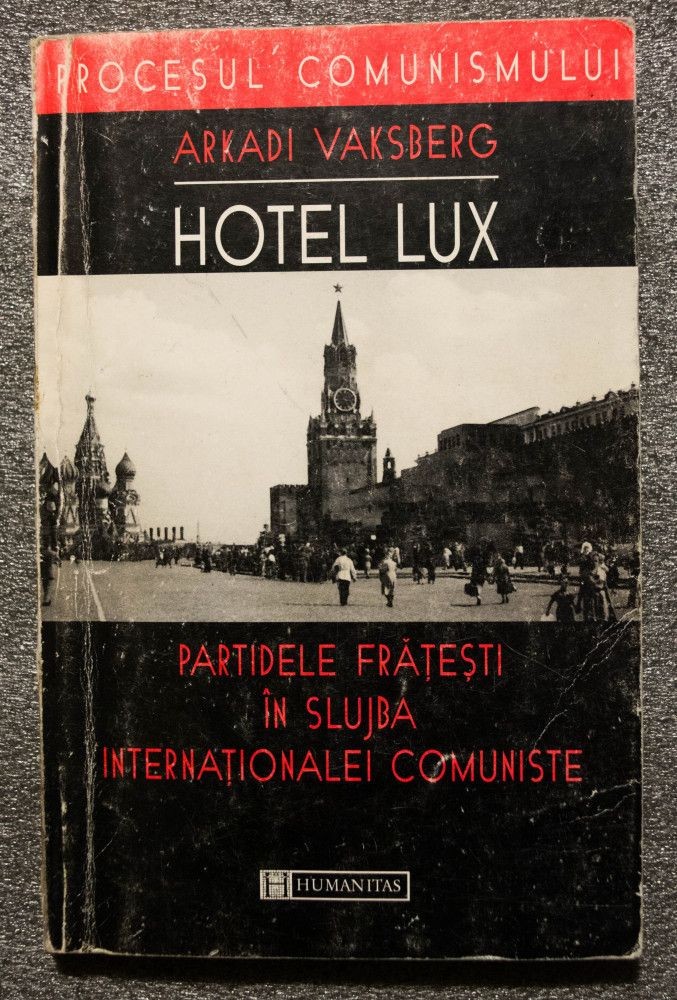 PROCESUL COMUNISMULUI
ARKADI VAKSBERG
HOTEL LUX
PARTIDELE FRĂȚEȘTI
ÎN SLUJBA
INTERNAȚIONALEI COMUNISTE
HUMANITAS